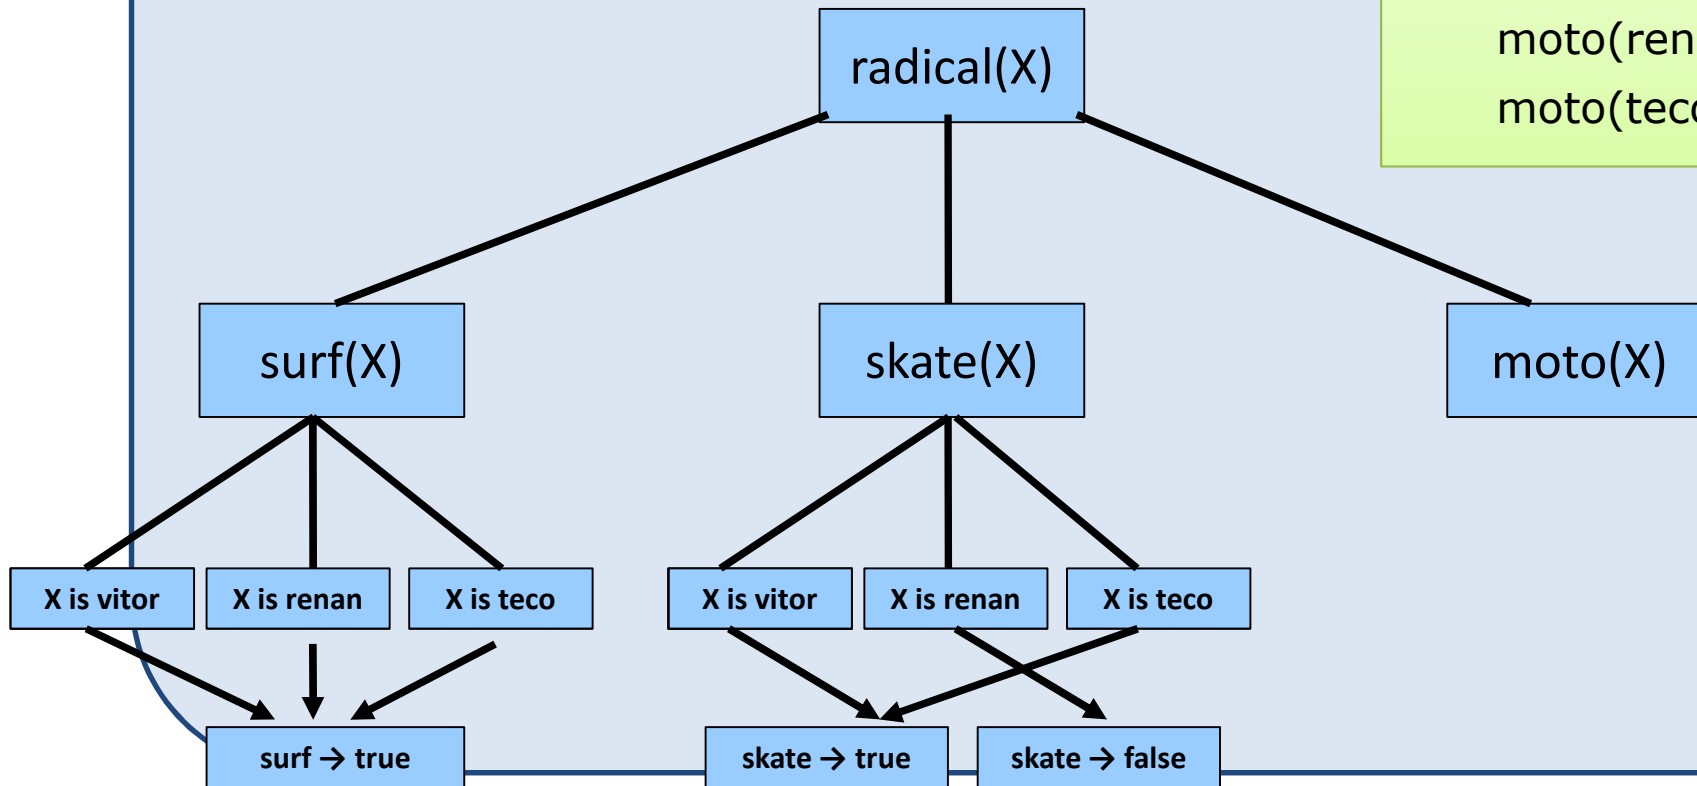 moto(ren
moto(teco
radical(X)
surf(X)
skate(X)
moto(X)
X is vitor
X is renan
X is teco
X is vitor
X is renan
X is teco
surf → true
skate → true
skate → false